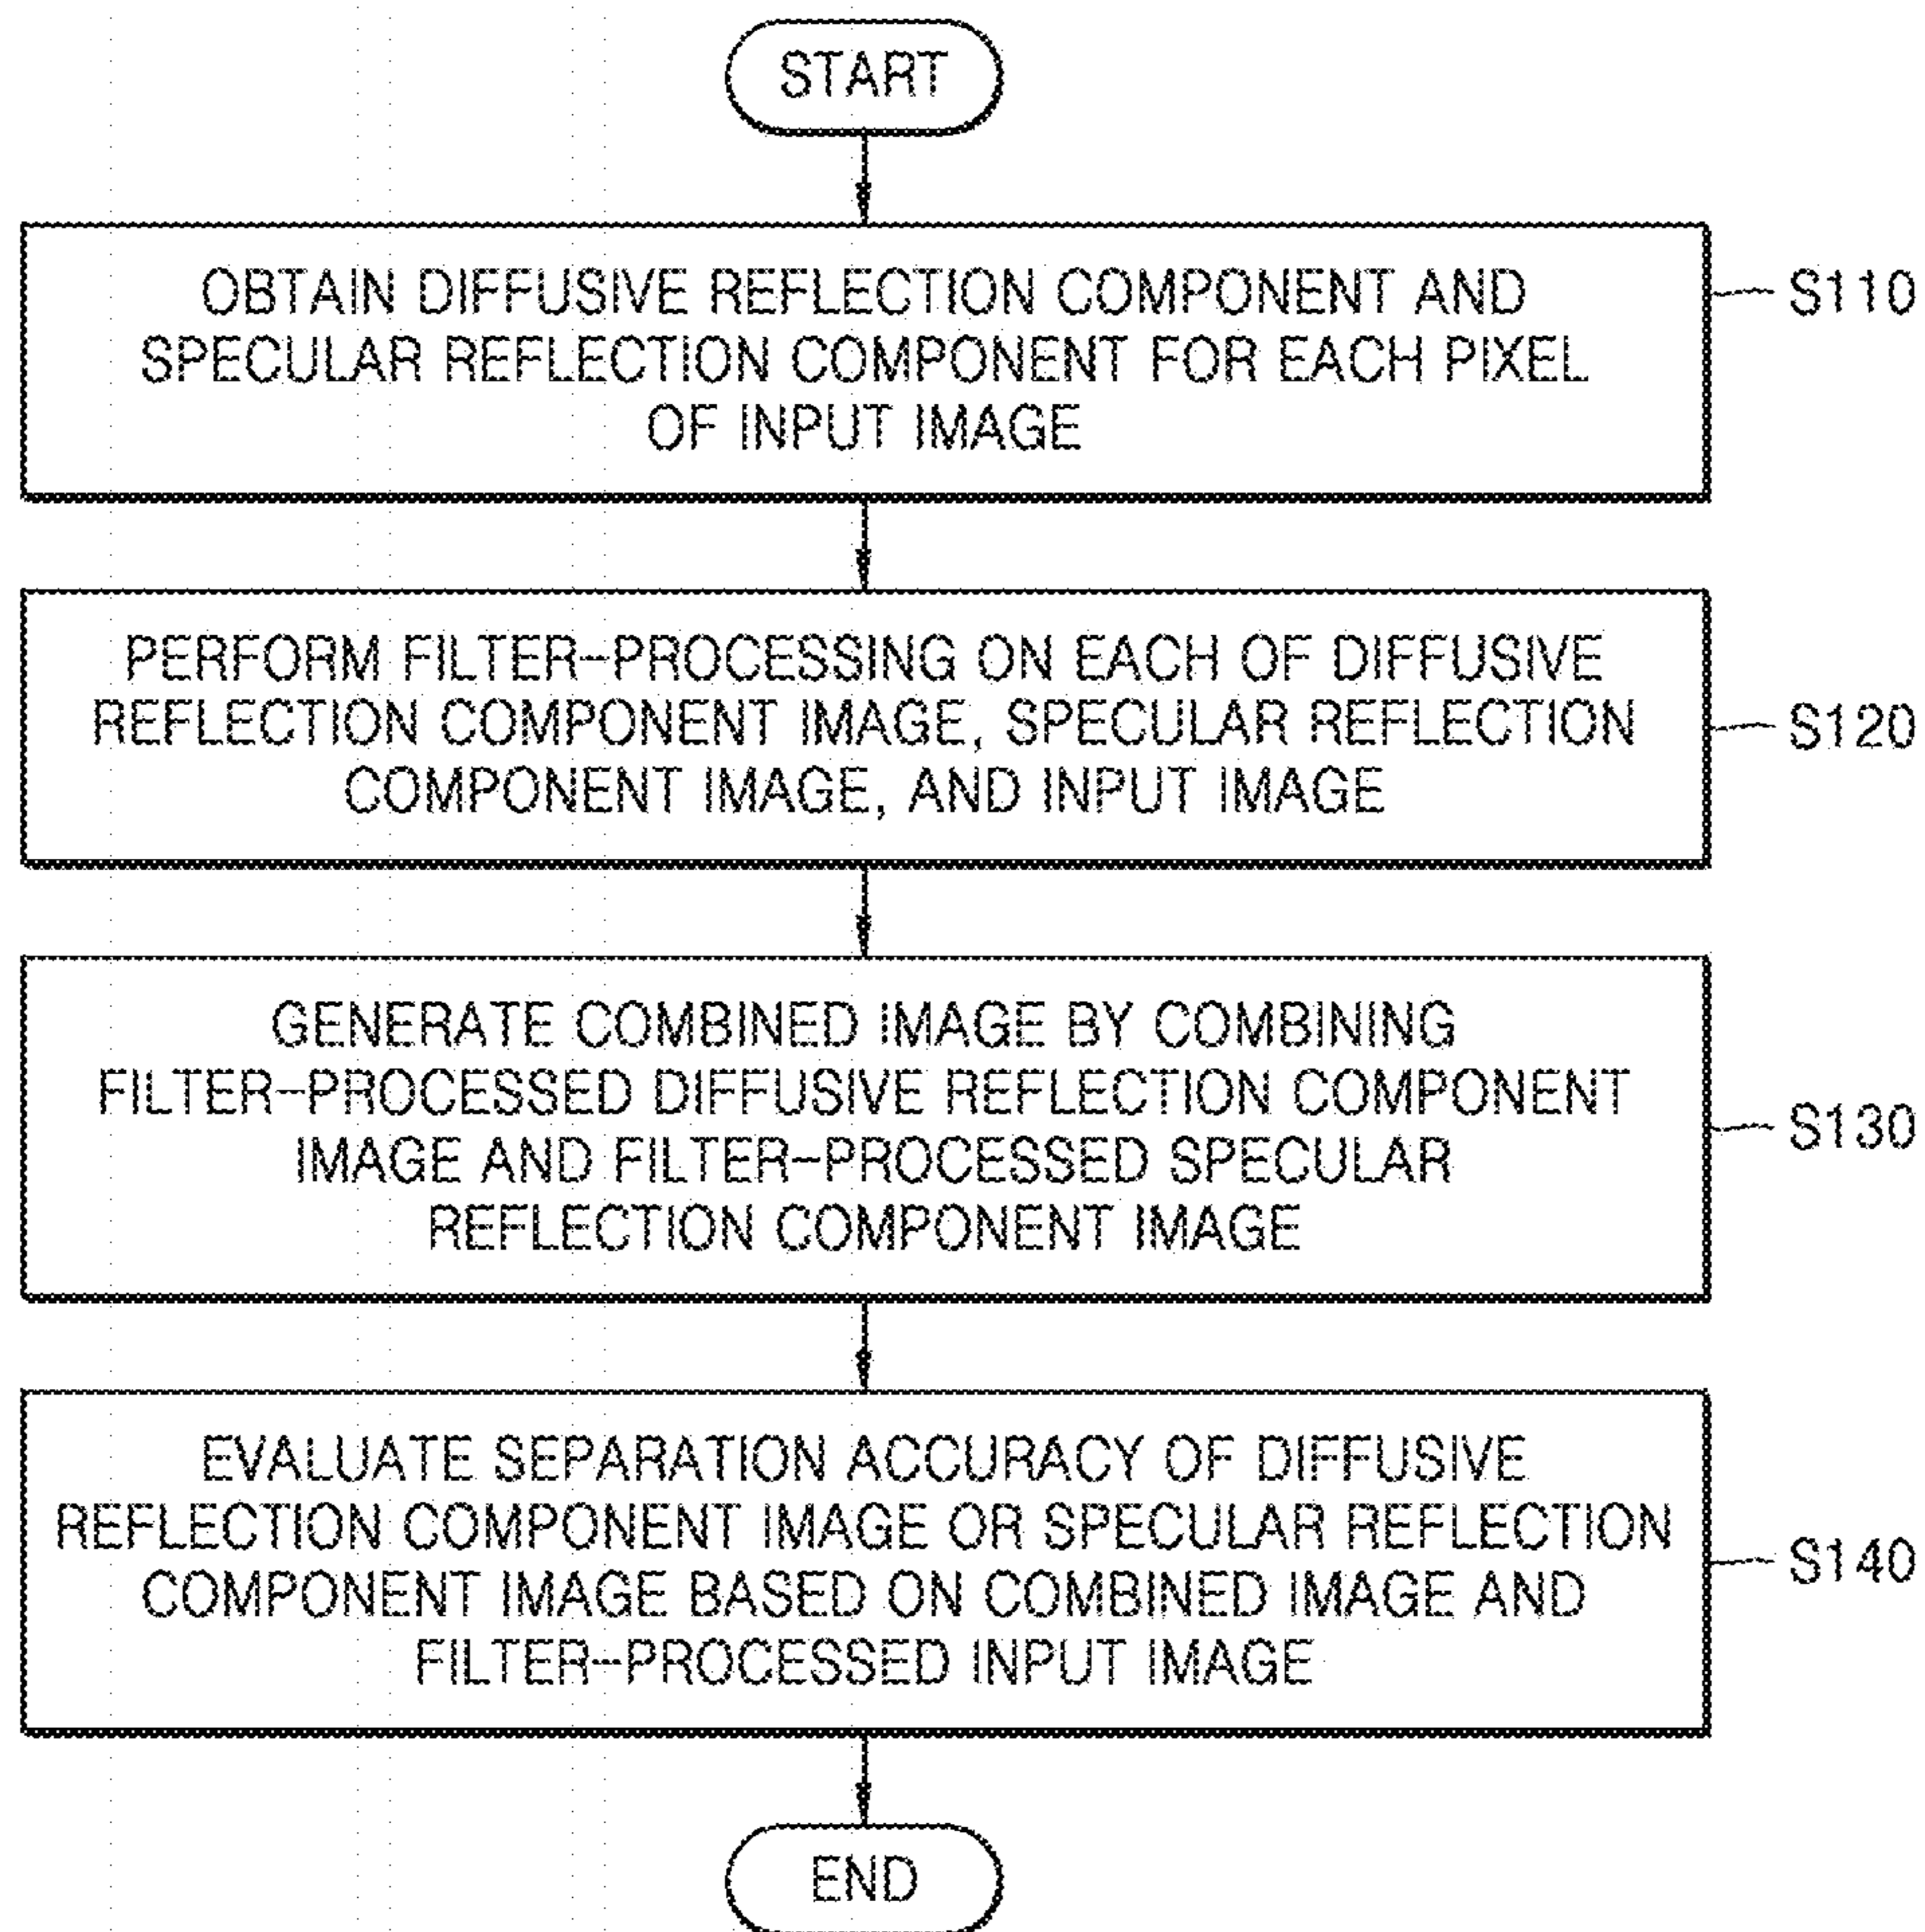 START
OBTAIN DIFFUSIVE REFLECTION COMPONENT AND
SPECULAR REFLECTION COMPONENT FOR EACH PIXEL
OF INPUT IMAGE
S110
PERFORM FILTER-PROCESSING ON EACH OF DIFFUSIVE
REFLECTION COMPONENT IMAGE, SPECULAR REFLECTION
COMPONENT IMAGE, AND INPUT IMAGE
S120
GENERATE COMBINED IMAGE BY COMBINING
FILTER-PROCESSED DIFFUSIVE REFLECTION COMPONENT
IMAGE AND FILTER-PROCESSED SPECULAR
REFLECTION COMPONENT IMAGE
S130
EVALUATE SEPARATION ACCURACY OF DIFFUSIVE
REFLECTION COMPONENT IMAGE OR SPECULAR REFLECTION
COMPONENT IMAGE BASED ON COMBINED IMAGE AND
FILTER-PROCESSED INPUT IMAGE
S140
END